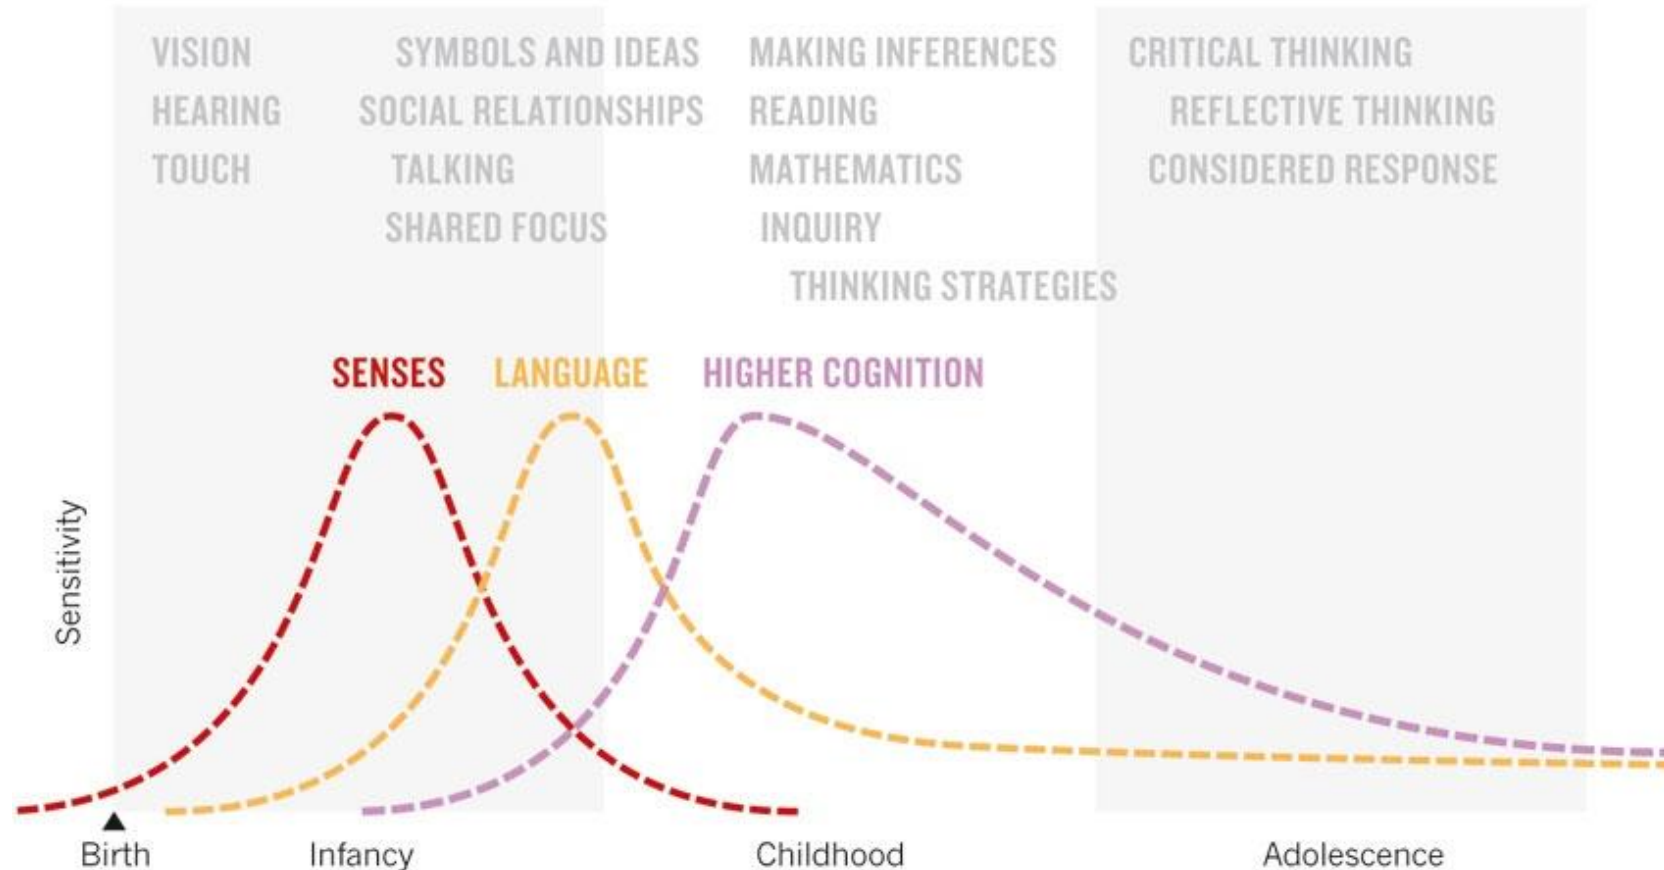 VISION
HEARING
TOUCH
SYMBOLS AND IDEAS
SOCIAL RELATIONSHIPS
TALKING
SHARED FOCUS
MAKING INFERENCES
READING
MATHEMATICS
INQUIRY
THINKING STRATEGIES
CRITICAL THINKING
REFLECTIVE THINKING
CONSIDERED RESPONSE
SENSES
LANGUAGE
HIGHER COGNITION
Sensitivity
Birth
Infancy
Childhood
Adolescence